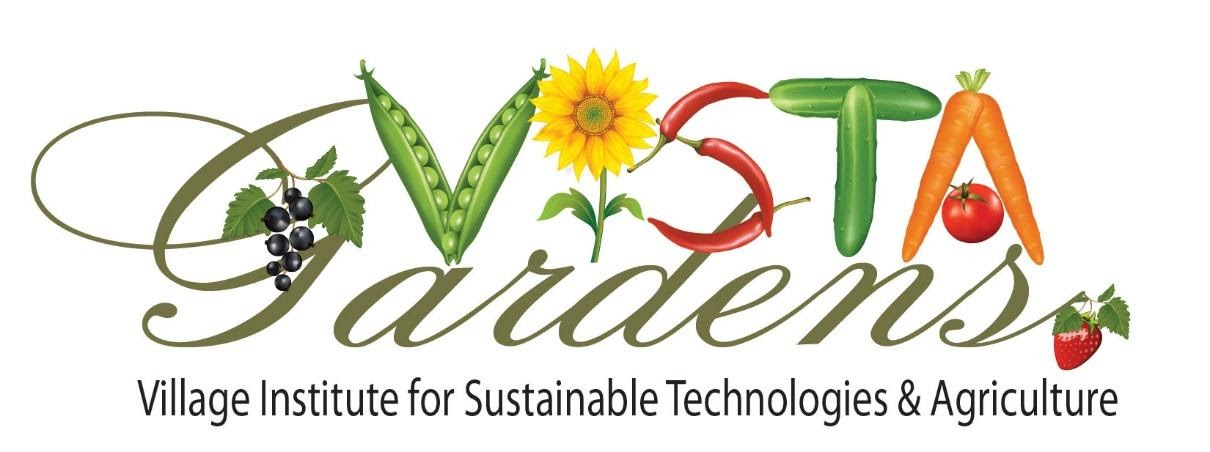 VISTA
Gardens
Village Institute for Sustainable Technologies & Agriculture